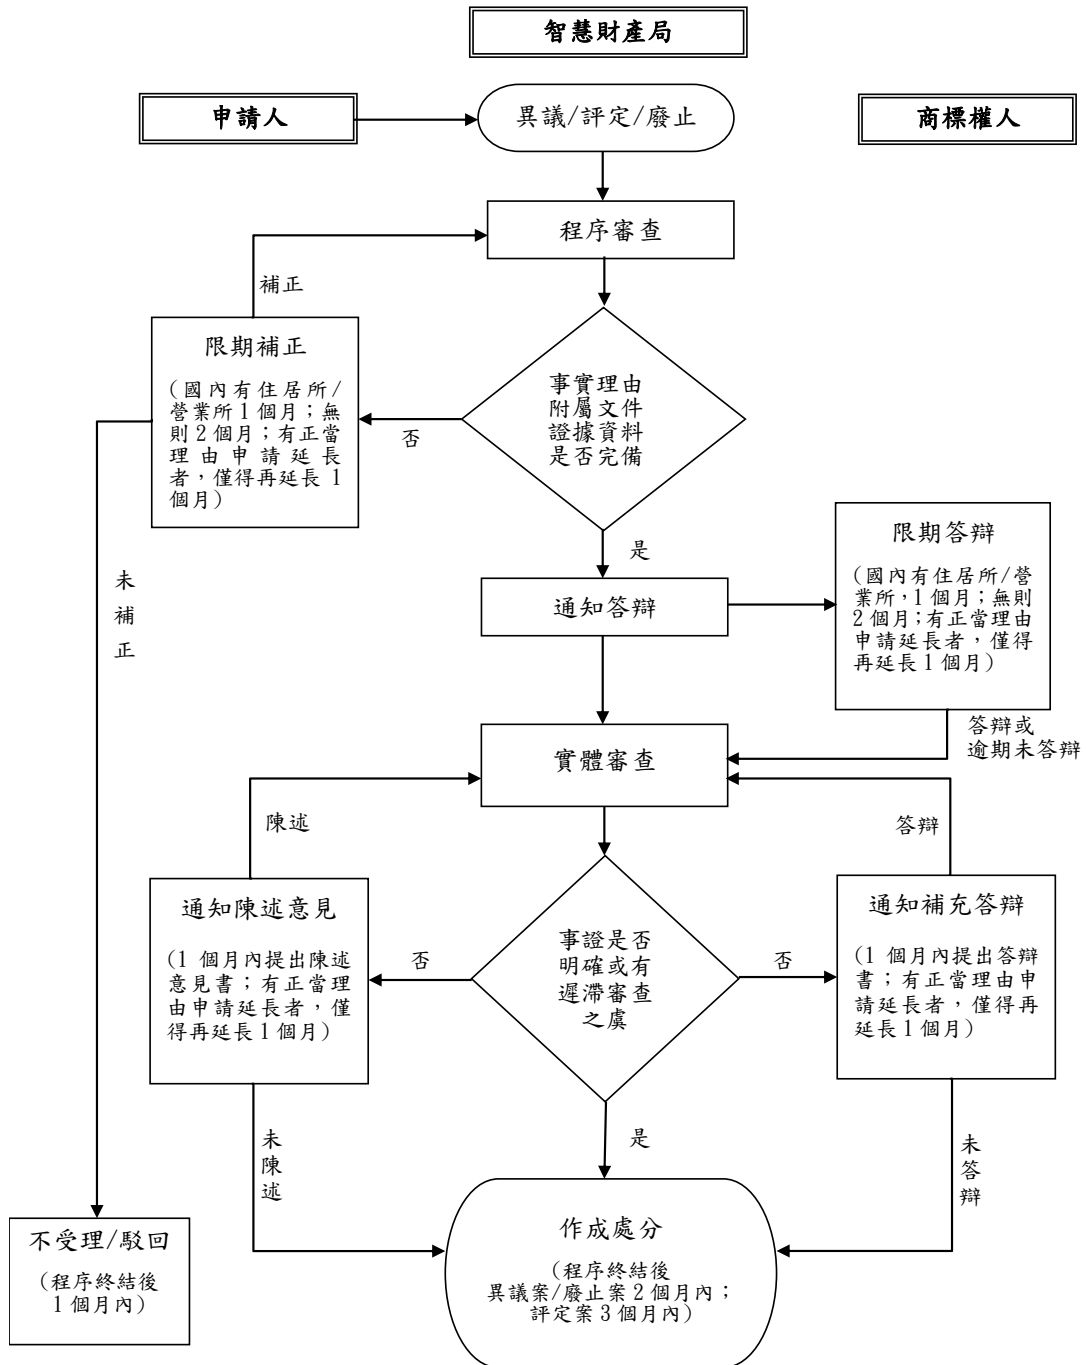 智慧財產局
申請人
異議/評定/廢止
商標權人
程序審查
補正
限期補正
(國內有住居所/
營業所1個月;無
則2個月;有正當
理由申請延長
者,僅得再延長1
個月)
事實理由
附屬文件
證據資料
是否完備
否
限期答辯
(國內有住居所/營
業所,1個月;無則
2個月;有正當理由
申請延長者,僅得
再延長1個月)
是
未
補
正
通知答辯
答辯或
逾期未答辯
實體審查
陳述
答辯
通知陳述意見
(1 個月內提出陳述
意見書;有正當理
由申請延長者,僅
得再延長1個月)
否
事證是否
明確或有
遲滯審查
之虞
否
通知補充答辯
(1 個月內提出答辯
書;有正當理由申
請延長者,僅得再
延長1個月)
未
陳
述
是
未
答
辯
不受理/駁回
(程序終結後
1個月內)
作成處分
(程序終結後
異議案/廢止案2個月內;
評定案3個月內)